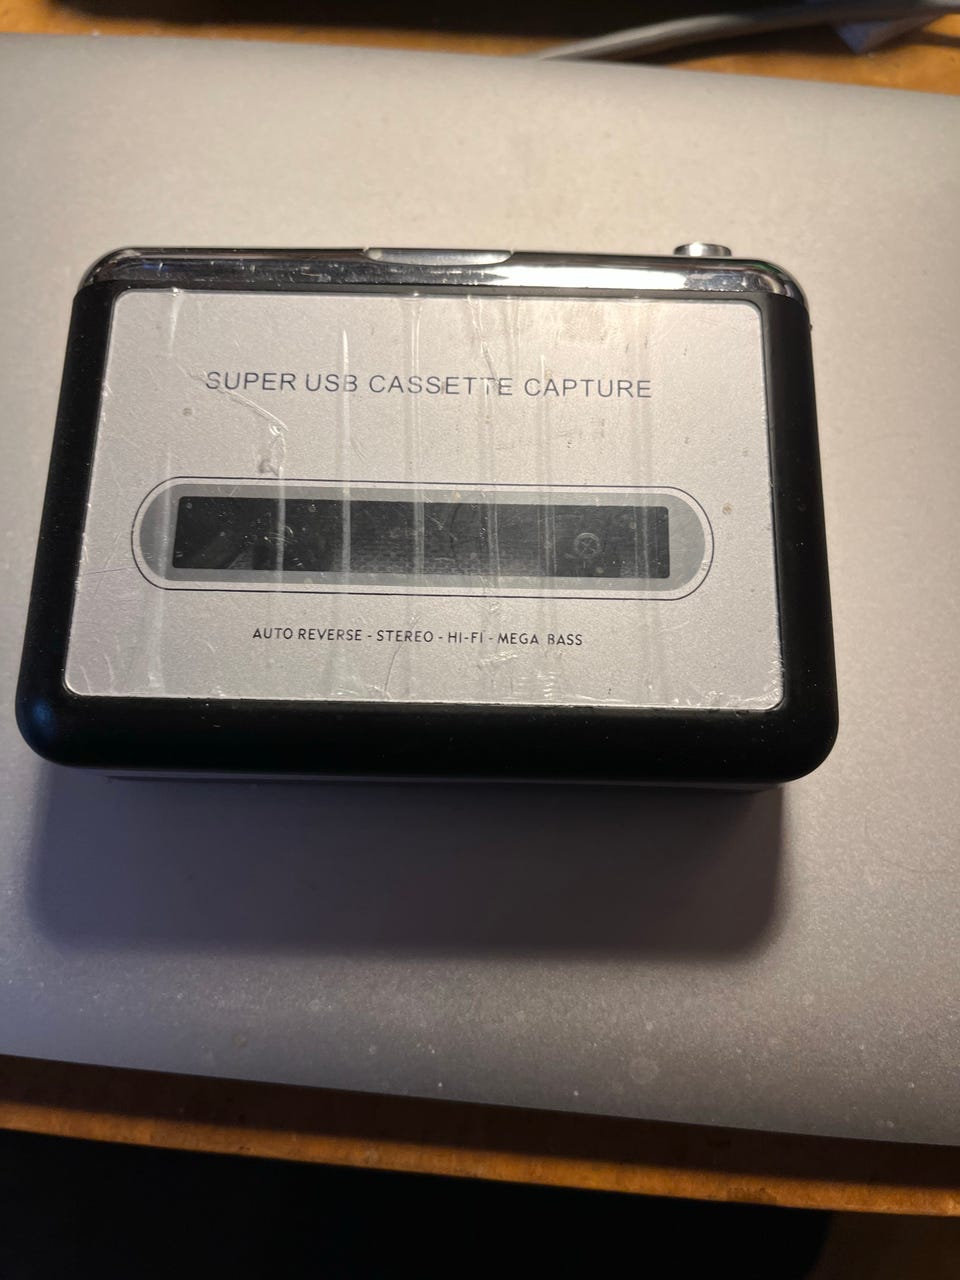 SUPER USB CASSETTE CAPTURE
AUTO REVERSE - STEREO - HI-FI - MEGA BASS